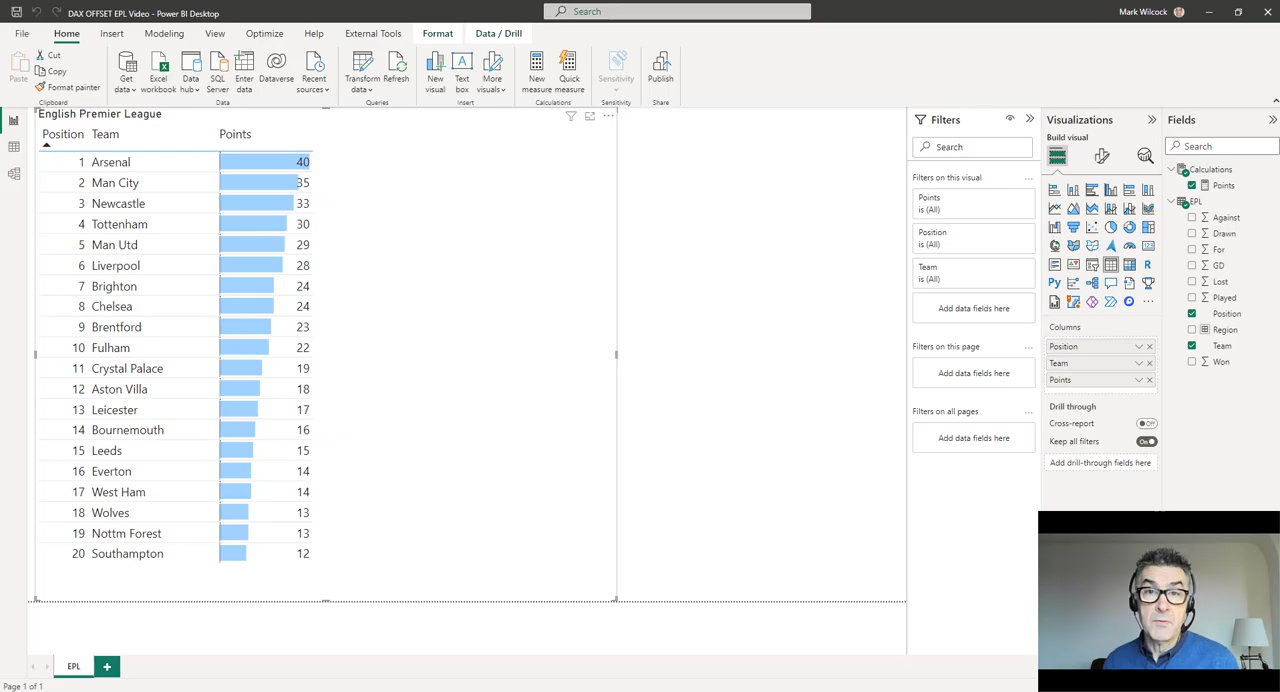 DAX OFFSET EPL Video - Power BI Desktop
Search
Mark Wilcock
File Home Insert Modeling View Optimize Help External Tools Format Data / Drill
Paste
Cut
Copy
Format painter
Get data
Excel workbook
Data hub
SQL Server
Enter data
Dataverse
Recent sources
Transform data
Refresh
New visual
Text box
More visuals
New measure
Quick measure
Sensitivity
Publish
Clipboard Data Queries Insert Calculations Sensitivity Share
English Premier League
Position Team Points
1 Arsenal 40
2 Man City 35
3 Newcastle 33
4 Tottenham 30
5 Man Utd 29
6 Liverpool 28
7 Brighton 24
8 Chelsea 24
9 Brentford 23
10 Fulham 22
11 Crystal Palace 19
12 Aston Villa 18
13 Leicester 17
14 Bournemouth 16
15 Leeds 15
16 Everton 14
17 West Ham 14
18 Wolves 13
19 Nottm Forest 13
20 Southampton 12
Filters
Search
Filters on this visual
Points
is (All)
Position
is (All)
Team
is (All)
Add data fields here
Filters on this page
Add data fields here
Filters on all pages
Add data fields here
Visualizations
Build visual
R
Py
Columns
Position
Team
Points
Drill through
Cross-report Off
Keep all filters On
Add drill-through fields here
Fields
Search
Calculations
Points
EPL
Against
Drawn
For
GD
Lost
Played
Position
Region
Team
Won
EPL
Page 1 of 1